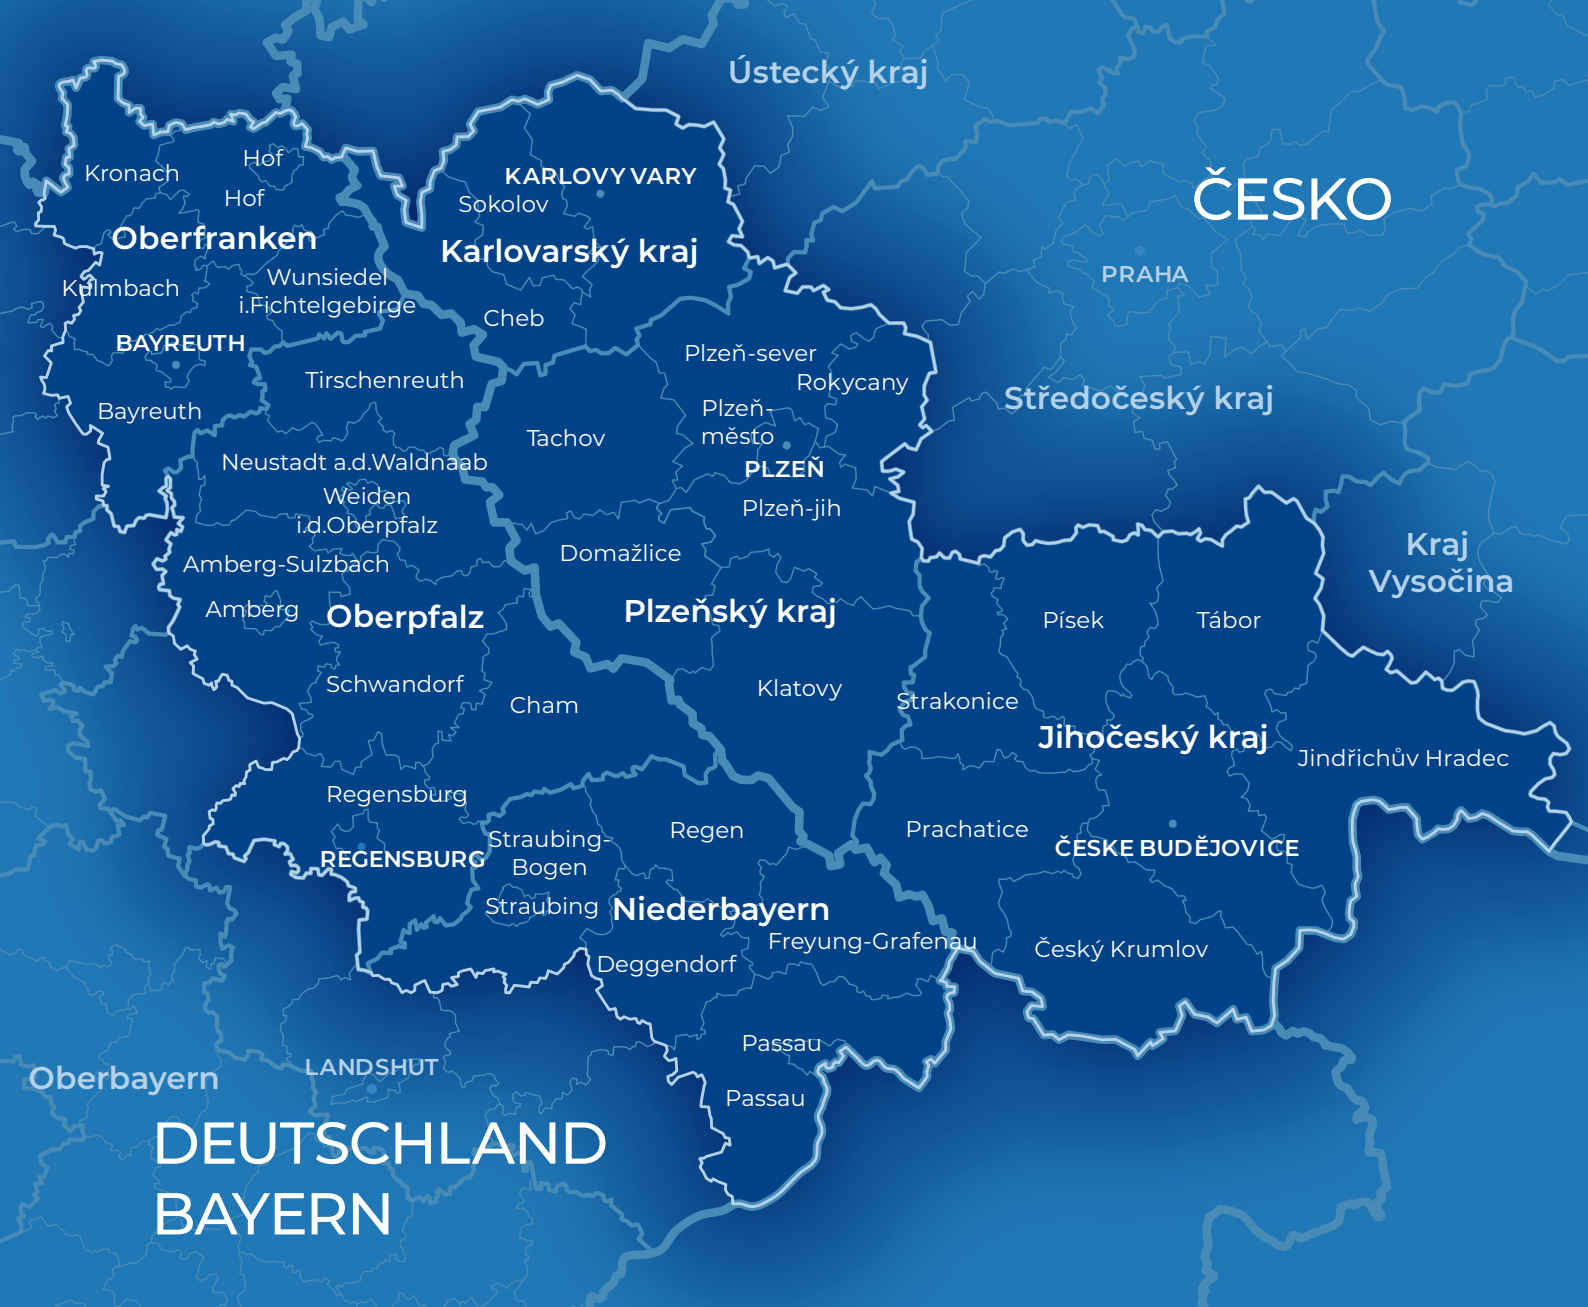 Ústecký kraj
ČESKO
PRAHA
Středočeský kraj
Kraj
Vysočina
Kronach
Hof
Hof
Oberfranken
Kulmbach
Wunsiedel
i.Fichtelgebirge
BAYREUTH
Bayreuth
KARLOVY VARY
Sokolov
Karlovarský kraj
Cheb
Tirschenreuth
Neustadt a.d.Waldnaab
Weiden
i.d.Oberpfalz
Amberg-Sulzbach
Amberg
Oberpfalz
Schwandorf
Cham
Regensburg
REGENSBURG
Plzeň-sever
Rokycany
Plzeň-
město
PLZEŇ
Plzeň-jih
Tachov
Domažlice
Plzeňský kraj
Klatovy
Písek
Tábor
Strakonice
Jihočeský kraj
Jindřichův Hradec
Prachatice
ČESKE BUDĚJOVICE
Český Krumlov
Straubing-
Bogen
Regen
Straubing
Niederbayern
Freyung-Grafenau
Deggendorf
Passau
Passau
LANDSHUT
Oberbayern
DEUTSCHLAND
BAYERN